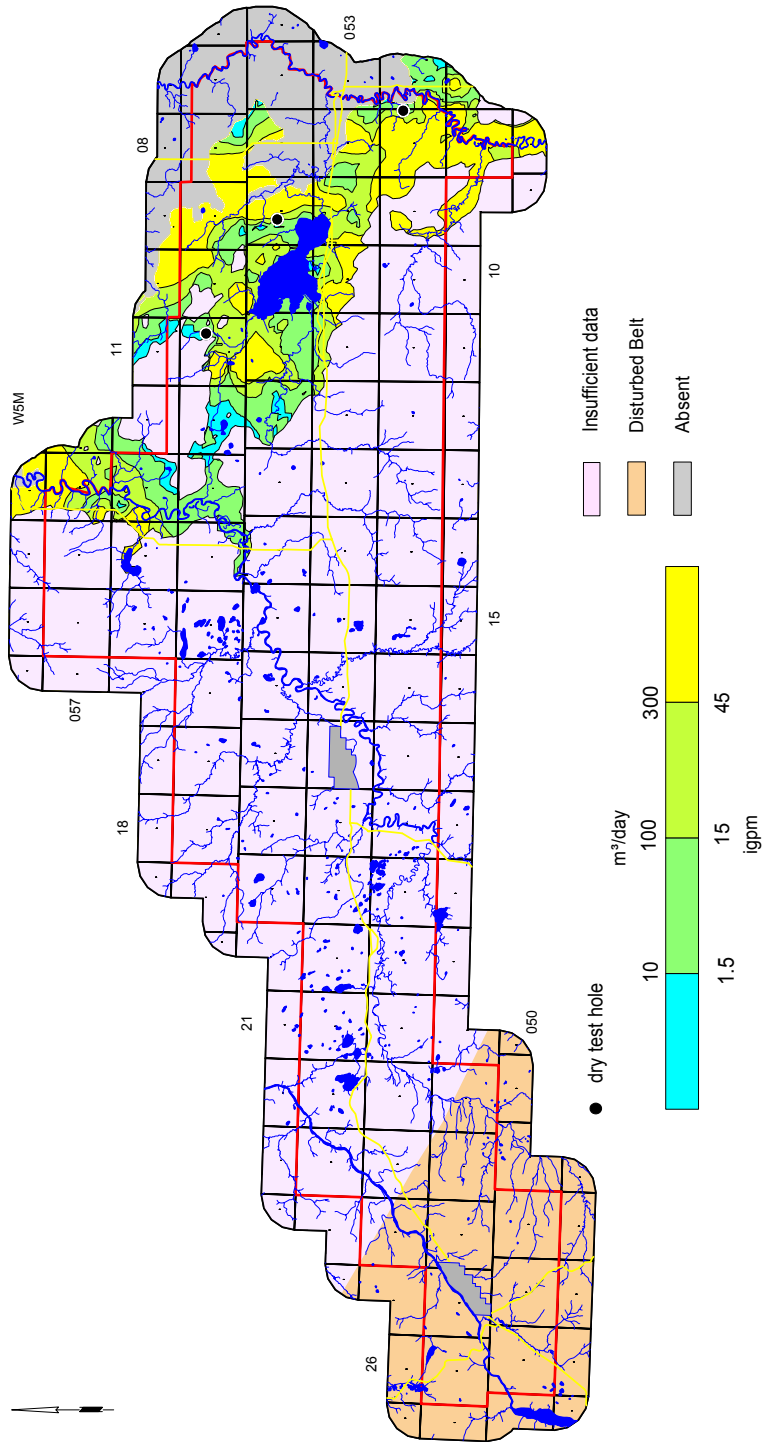 053
08
10
11
W5M
15
057
18
21
050
26
Insufficient data
Disturbed Belt
Absent
m³/day
10 100 300
1.5 15 45
igpm
dry test hole